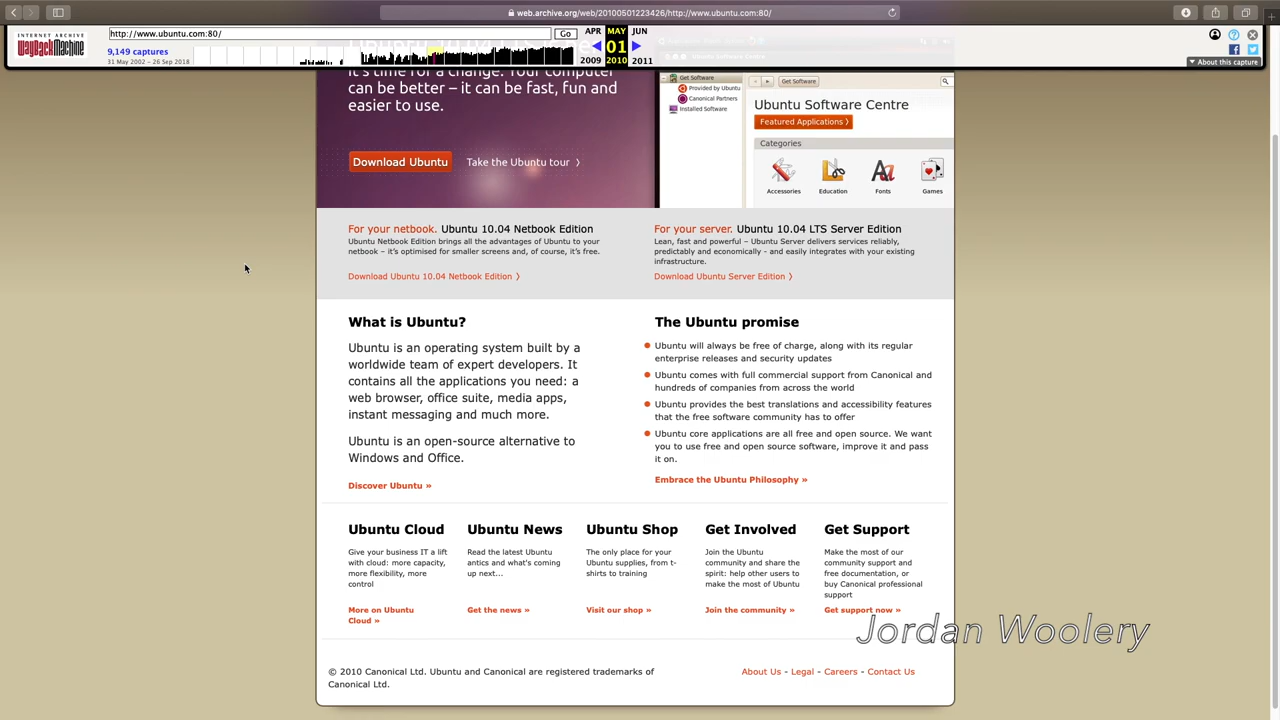 web.archive.org/web/20100501223426/http://www.ubuntu.com:80/
INTERNET ARCHIVE
WayBackMachine
http://www.ubuntu.com:80/
Go
APR MAY JUN
01
2009 2010 2011
9,149 captures
31 May 2002 – 26 Sep 2018
About this capture
It's time for a change. Your computer
can be better – it can be fast, fun and
easier to use.
Download Ubuntu
Take the Ubuntu tour 〉
Get Software
Provided by Ubuntu
Canonical Partners
Installed Software
Get Software
Ubuntu Software Centre
Featured Applications 〉
Categories
Accessories
Education
Fonts
Games
For your netbook. Ubuntu 10.04 Netbook Edition
Ubuntu Netbook Edition brings all the advantages of Ubuntu to your
netbook – it's optimised for smaller screens and, of course, it's free.
Download Ubuntu 10.04 Netbook Edition 〉
For your server. Ubuntu 10.04 LTS Server Edition
Lean, fast and powerful – Ubuntu Server delivers services reliably,
predictably and economically - and easily integrates with your existing
infrastructure.
Download Ubuntu Server Edition 〉
What is Ubuntu?
Ubuntu is an operating system built by a
worldwide team of expert developers. It
contains all the applications you need: a
web browser, office suite, media apps,
instant messaging and much more.
Ubuntu is an open-source alternative to
Windows and Office.
Discover Ubuntu »
The Ubuntu promise
Ubuntu will always be free of charge, along with its regular
enterprise releases and security updates
Ubuntu comes with full commercial support from Canonical and
hundreds of companies from across the world
Ubuntu provides the best translations and accessibility features
that the free software community has to offer
Ubuntu core applications are all free and open source. We want
you to use free and open source software, improve it and pass
it on.
Embrace the Ubuntu Philosophy »
Ubuntu Cloud
Give your business IT a lift
with cloud: more capacity,
more flexibility, more
control
More on Ubuntu
Cloud »
Ubuntu News
Read the latest Ubuntu
antics and what's coming
up next...
Get the news »
Ubuntu Shop
The only place for your
Ubuntu supplies, from t-
shirts to training
Visit our shop »
Get Involved
Join the Ubuntu
community and share the
spirit: help other users to
make the most of Ubuntu
Join the community »
Get Support
Make the most of our
community support and
free documentation, or
buy Canonical professional
support
Get support now »
Jordan Woolery
© 2010 Canonical Ltd. Ubuntu and Canonical are registered trademarks of
Canonical Ltd.
About Us - Legal - Careers - Contact Us